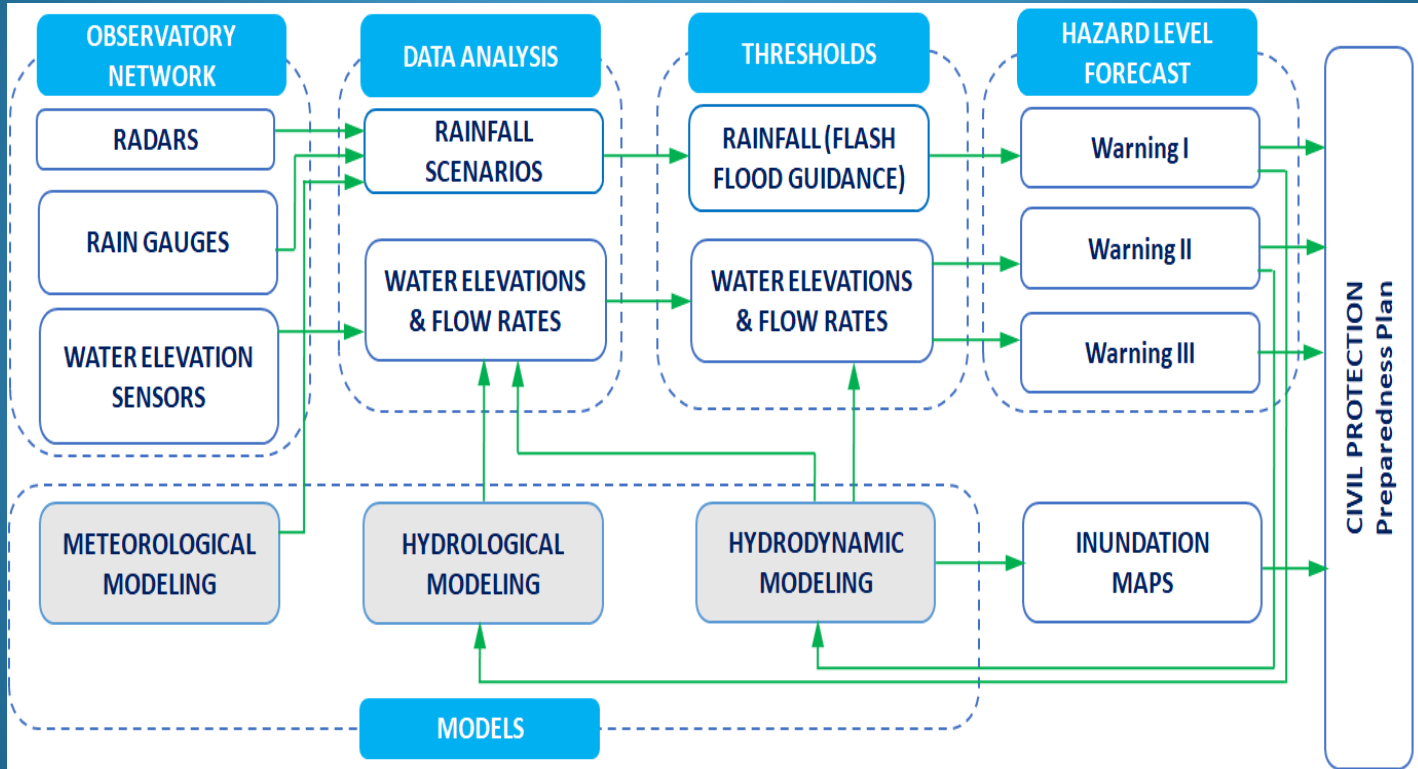 OBSERVATORY
NETWORK
DATA ANALYSIS
THRESHOLDS
HAZARD LEVEL
FORECAST
RADARS
RAINFALL
SCENARIOS
RAINFALL (FLASH
FLOOD GUIDANCE)
Warning I
RAIN GAUGES
WATER ELEVATIONS
& FLOW RATES
WATER ELEVATIONS
& FLOW RATES
Warning II
WATER ELEVATION
SENSORS
Warning III
METEOROLOGICAL
MODELING
HYDROLOGICAL
MODELING
HYDRODYNAMIC
MODELING
INUNDATION
MAPS
MODELS
CIVIL PROTECTION
Preparedness Plan